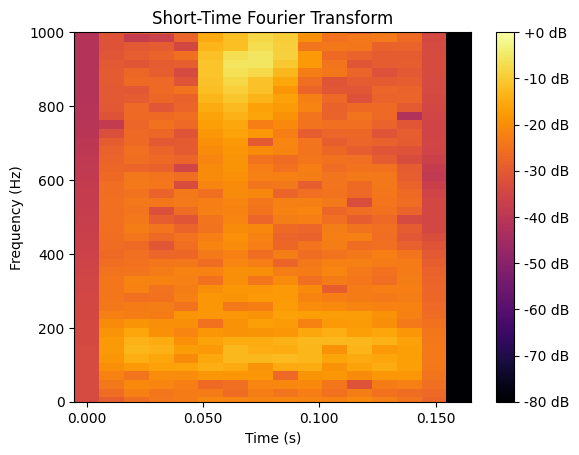 Short-Time Fourier Transform
1000
800
600
400
200
0
Frequency (Hz)
0.000
0.050
0.100
0.150
Time (s)
+0 dB
-10 dB
-20 dB
-30 dB
-40 dB
-50 dB
-60 dB
-70 dB
-80 dB